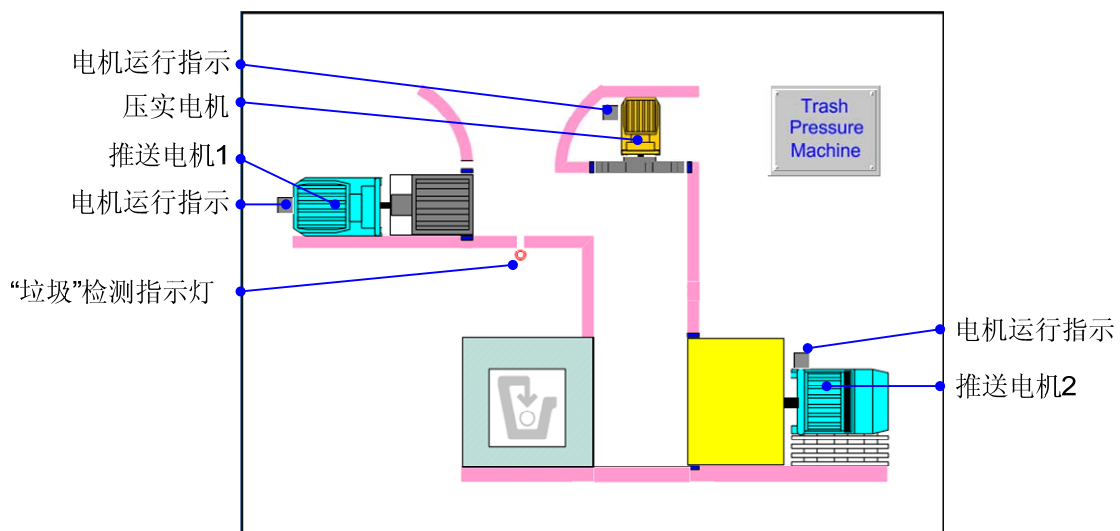 电机运行指示
压实电机
推送电机1
电机运行指示
“垃圾”检测指示灯
Trash
Pressure
Machine
电机运行指示
推送电机2